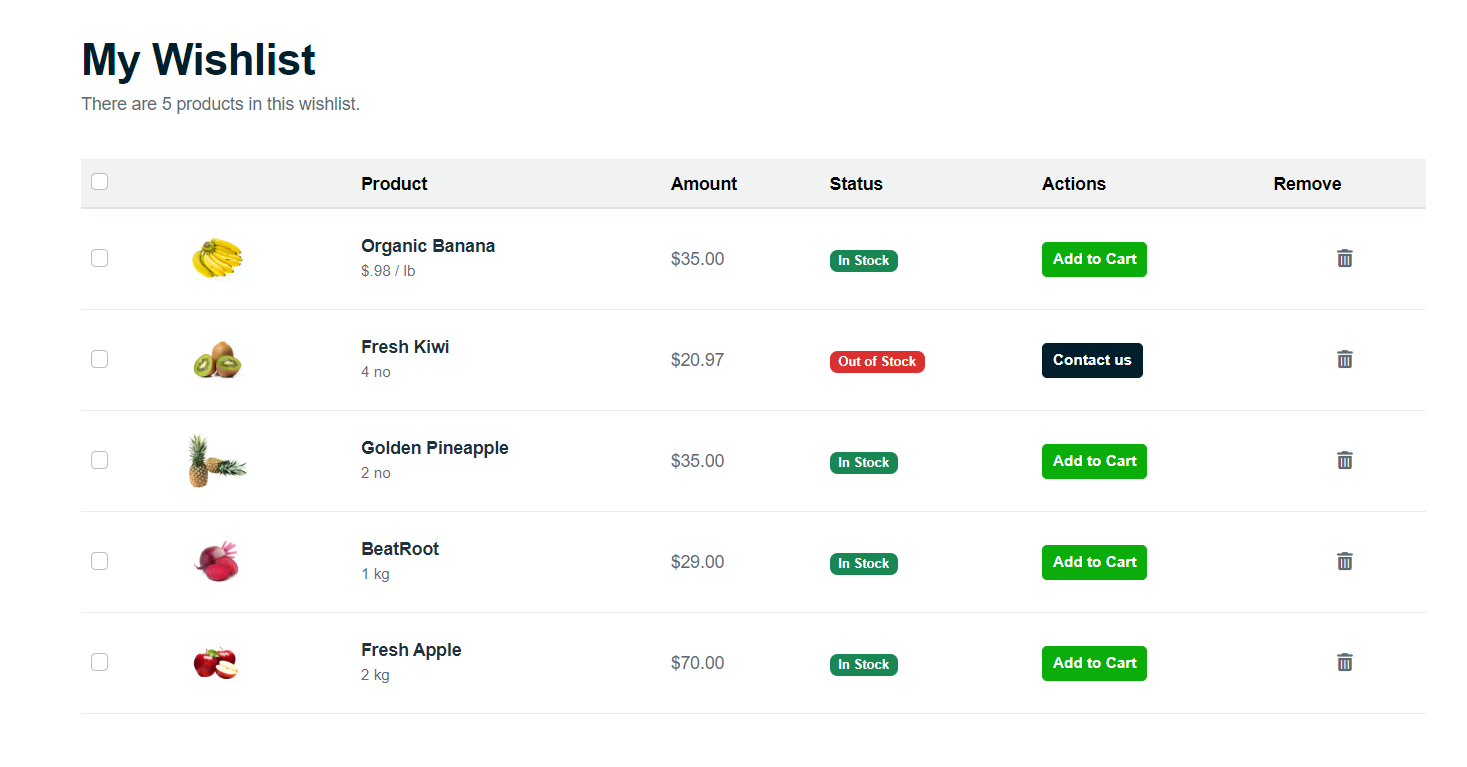 My Wishlist
There are 5 products in this wishlist.
Product Amount Status Actions Remove
Organic Banana
$.98 / lb
$35.00
In Stock
Add to Cart
Fresh Kiwi
4 no
$20.97
Out of Stock
Contact us
Golden Pineapple
2 no
$35.00
In Stock
Add to Cart
BeatRoot
1 kg
$29.00
In Stock
Add to Cart
Fresh Apple
2 kg
$70.00
In Stock
Add to Cart